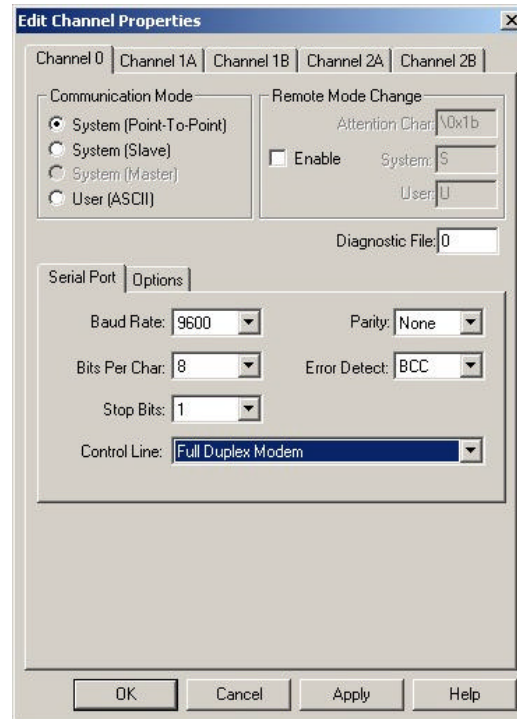 Edit Channel Properties
Channel 0 Channel 1A Channel 1B Channel 2A Channel 2B
Communication Mode
System (Point-To-Point)
System (Slave)
System (Master)
User (ASCII)
Remote Mode Change
Attention Char: \0x1b
Enable System: S
User: U
Diagnostic File: 0
Serial Port Options
Baud Rate: 9600 Parity: None
Bits Per Char: 8 Error Detect: BCC
Stop Bits: 1
Control Line: Full Duplex Modem
OK Cancel Apply Help